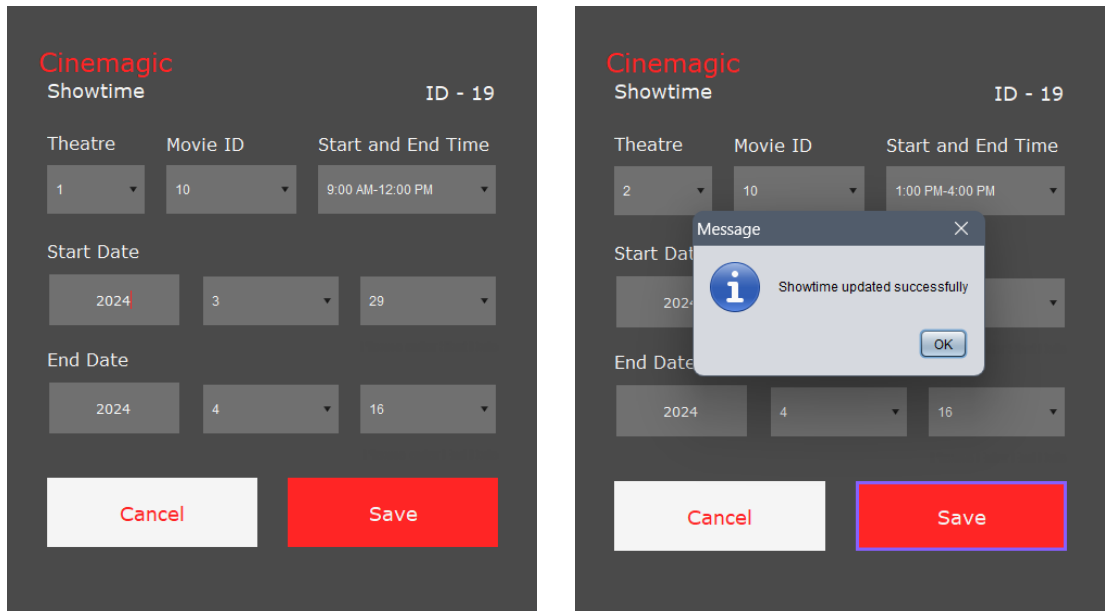 Cinemagic
Showtime
ID - 19
Theatre Movie ID Start and End Time
1 10 9:00 AM-12:00 PM
Start Date
2024 3 29
End Date
2024 4 16
Cancel Save
Cinemagic
Showtime
ID - 19
Theatre Movie ID Start and End Time
2 10 1:00 PM-4:00 PM
Message
Start Dat
Showtime updated successfully
202
OK
End Date
2024 4 16
Cancel Save